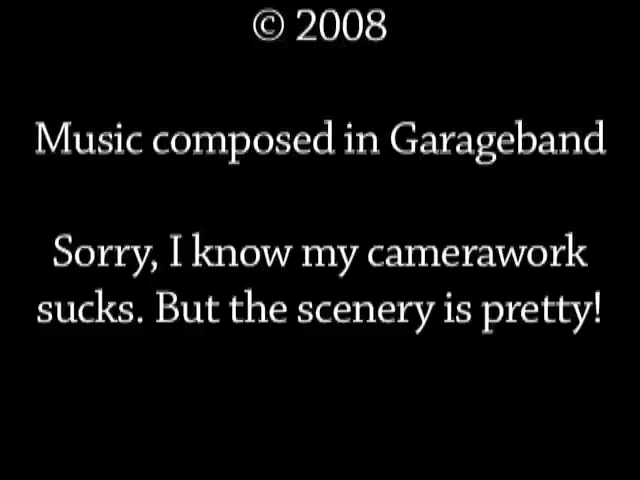 © 2008
Music composed in Garageband
Sorry, I know my camerawork
sucks. But the scenery is pretty!